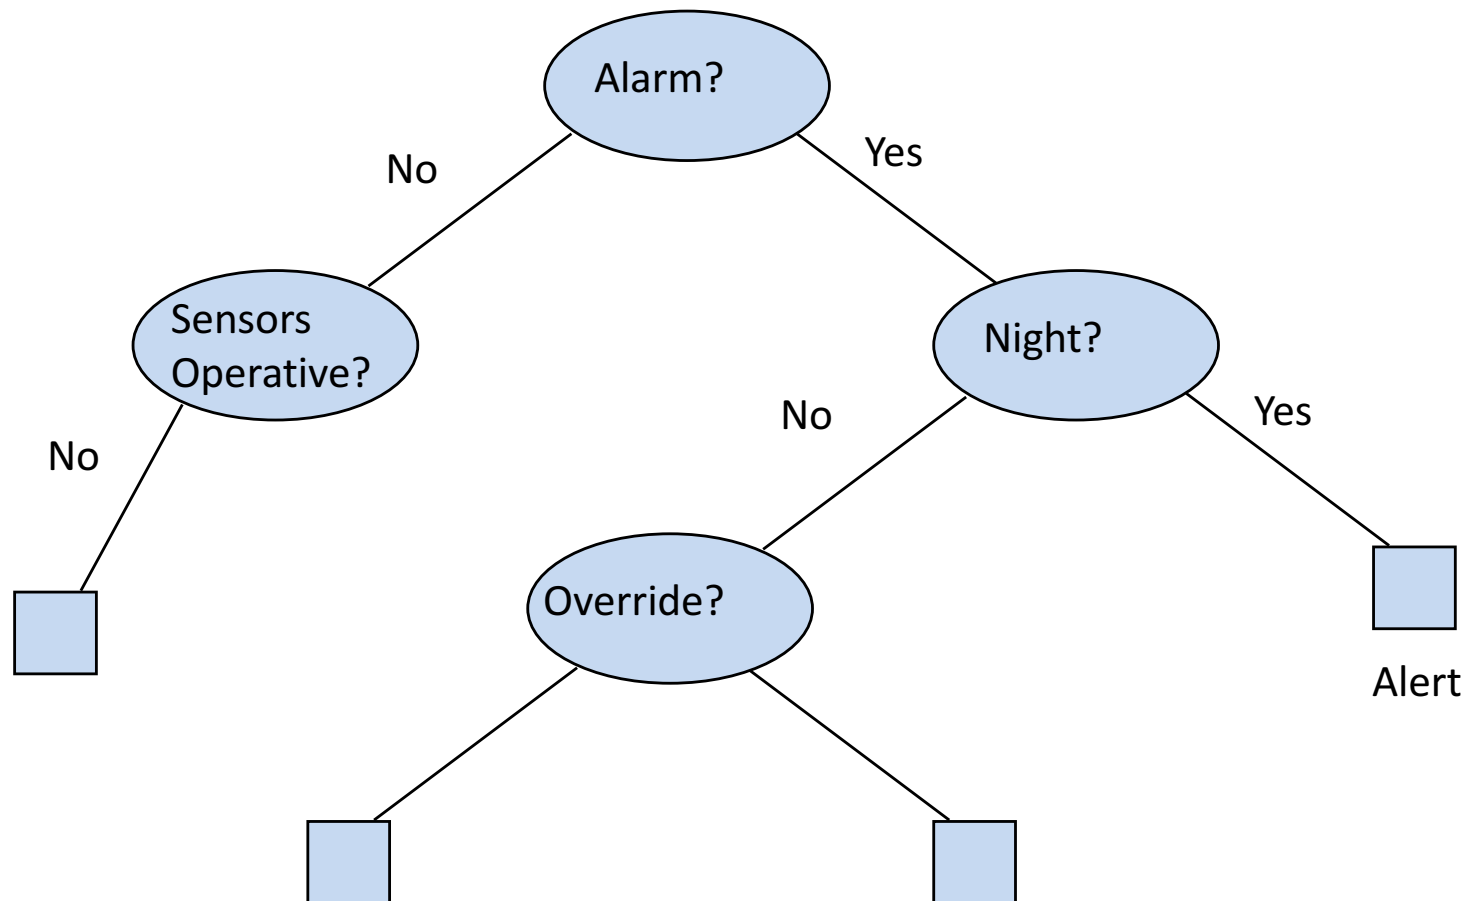 Alarm?
No
Yes
Sensors
Operative?
Night?
No
Yes
No
Override?
Alert